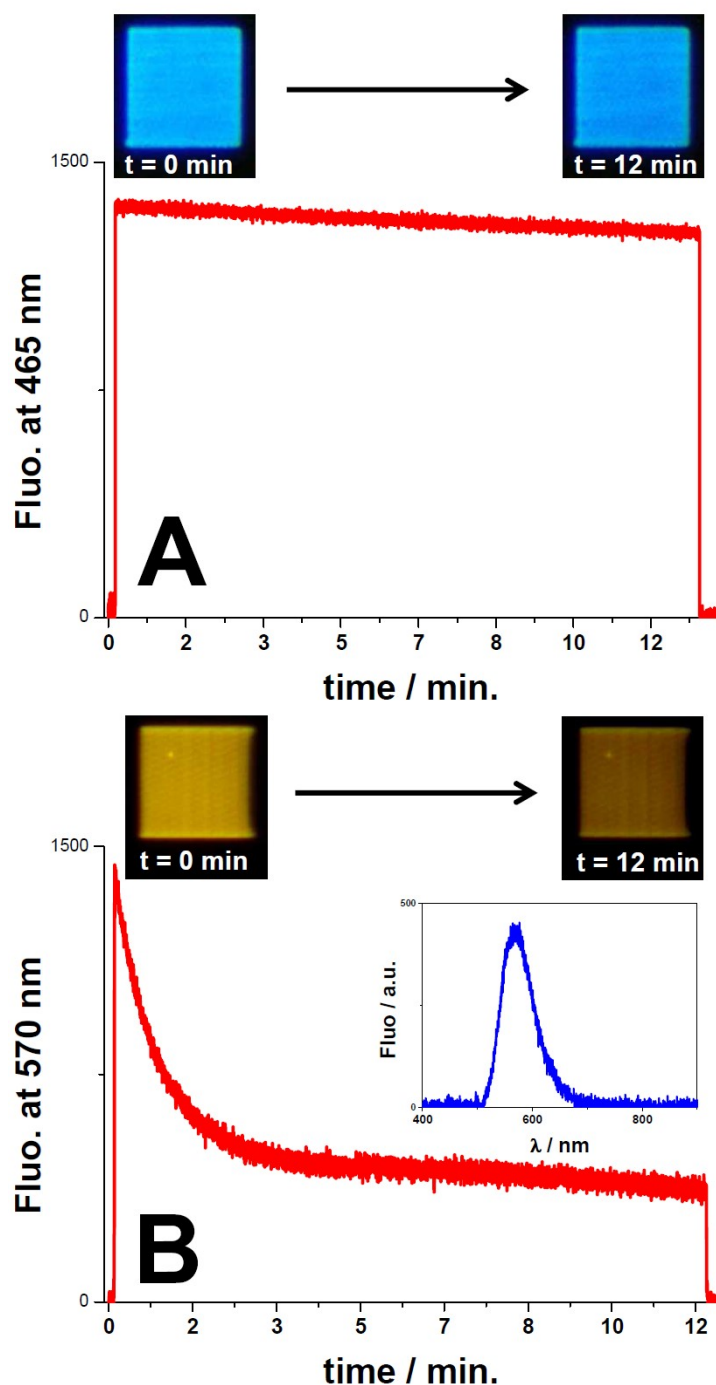 t = 0 min
t = 12 min
1500
Fluo. at 465 nm
A
0
0 2 3 5 7 8 10 12
time / min.
t = 0 min
t = 12 min
1500
500
Fluo / a.u.
0
400 600 800
λ / nm
Fluo. at 570 nm
B
0
0 2 3 5 7 8 10 12
time / min.